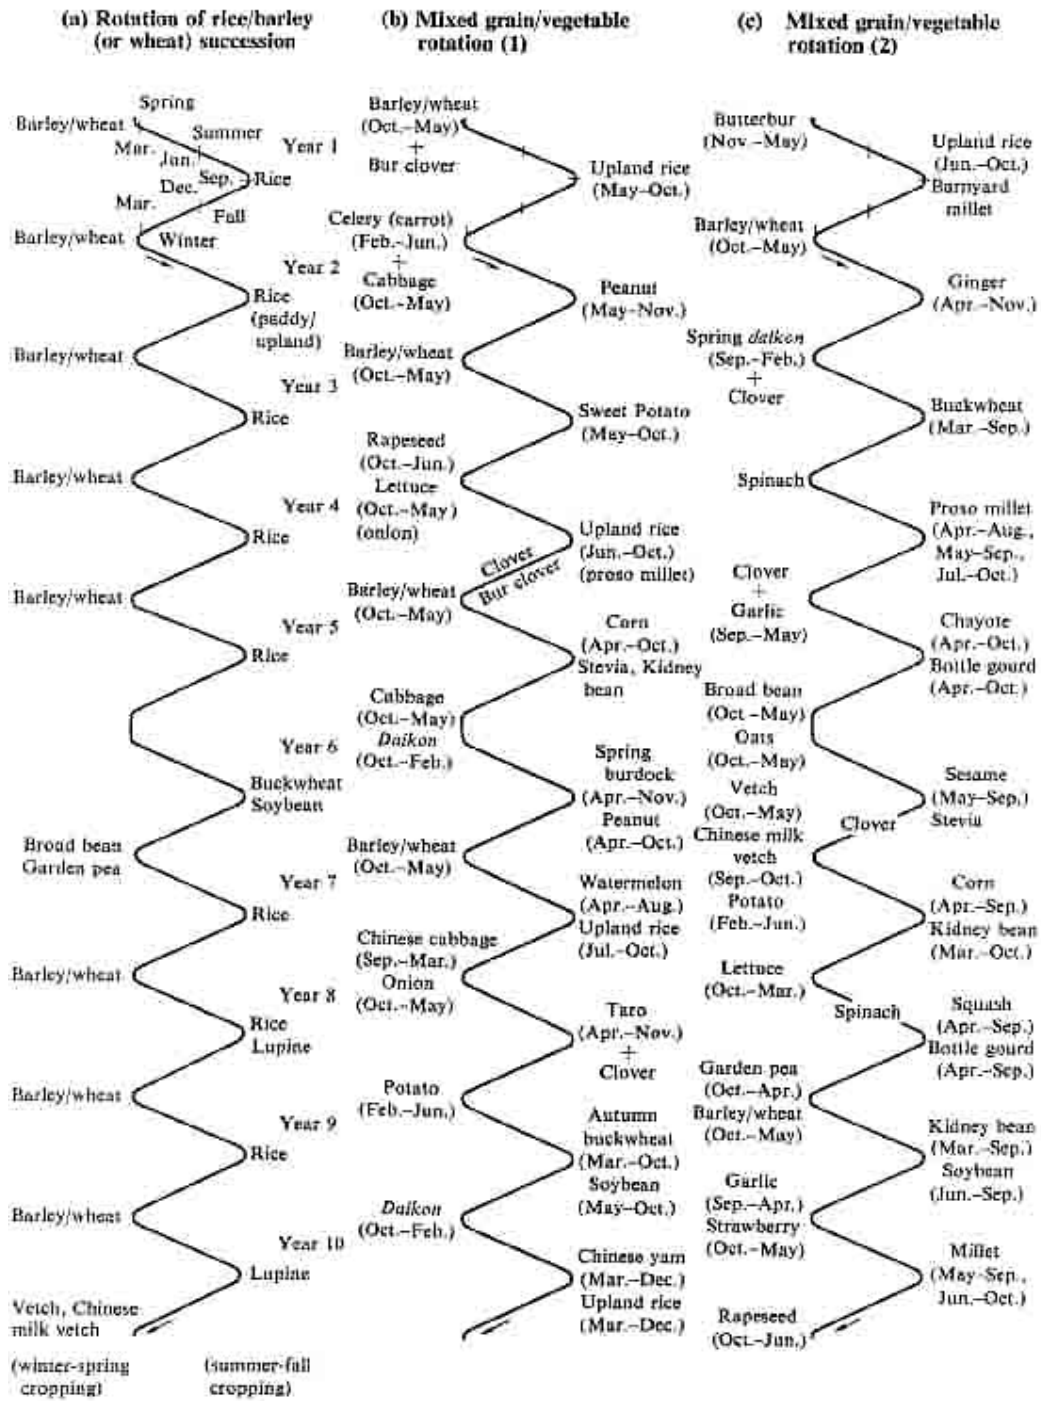 (a) Rotation of rice/barley
(or wheat) succession
Spring
Barley/wheat
Summer
Mar.
Jun.
Year 1
Sep.
Rice
Dec.
Mar.
Fall
Barley/wheat
Winter
Year 2
Rice
(paddy/
upland)
Barley/wheat
Year 3
Rice
Barley/wheat
Year 4
Rice
Barley/wheat
Year 5
Rice
Year 6
Buckwheat
Soybean
Broad bean
Garden pea
Year 7
Rice
Barley/wheat
Year 8
Rice
Lupine
Barley/wheat
Year 9
Rice
Barley/wheat
Year 10
Lupine
Vetch, Chinese
milk vetch
(winter-spring
cropping)
(summer-fall
cropping)
(b) Mixed grain/vegetable
rotation (1)
Barley/wheat
(Oct.–May)
+
Bur clover
Upland rice
(May–Oct.)
Celery (carrot)
(Feb.–Jun.)
+
Cabbage
(Oct.–May)
Peanut
(May–Nov.)
Barley/wheat
(Oct.–May)
Sweet Potato
(May–Oct.)
Rapeseed
(Oct.–Jun.)
Lettuce
(Oct.–May)
(onion)
Upland rice
(Jun.–Oct.)
(proso millet)
Clover
Bur clover
Barley/wheat
(Oct.–May)
Corn
(Apr.–Oct.)
Stevia, Kidney
bean
Cabbage
(Oct.–May)
Daikon
(Oct.–Feb.)
Spring
burdock
(Apr.–Nov.)
Peanut
(Apr.–Oct.)
Barley/wheat
(Oct.–May)
Watermelon
(Apr.–Aug.)
Upland rice
(Jul.–Oct.)
Chinese cabbage
(Sep.–Mar.)
Onion
(Oct.–May)
Taro
(Apr.–Nov.)
+
Clover
Potato
(Feb.–Jun.)
Autumn
buckwheat
(Mar.–Oct.)
Soybean
(May–Oct.)
Daikon
(Oct.–Feb.)
Chinese yam
(Mar.–Dec.)
Upland rice
(Mar.–Dec.)
(c) Mixed grain/vegetable
rotation (2)
Butterbur
(Nov.–May)
Upland rice
(Jun.–Oct.)
Barnyard
millet
Barley/wheat
(Oct.–May)
Ginger
(Apr.–Nov.)
Spring daikon
(Sep.–Feb.)
+
Clover
Buckwheat
(Mar.–Sep.)
Spinach
Proso millet
(Apr.–Aug.,
May–Sep.,
Jul.–Oct.)
Clover
+
Garlic
(Sep.–May)
Chayote
(Apr.–Oct.)
Bottle gourd
(Apr.–Oct.)
Broad bean
(Oct.–May)
Oats
(Oct.–May)
Sesame
(May–Sep.)
Stevia
Clover
Vetch
(Oct.–May)
Chinese milk
vetch
(Sep.–Oct.)
Potato
(Feb.–Jun.)
Corn
(Apr.–Sep.)
Kidney bean
(Mar.–Oct.)
Lettuce
(Oct.–Mar.)
Spinach
Squash
(Apr.–Sep.)
Bottle gourd
(Apr.–Sep.)
Garden pea
(Oct.–Apr.)
Barley/wheat
(Oct.–May)
Kidney bean
(Mar.–Sep.)
Soybean
(Jun.–Sep.)
Garlic
(Sep.–Apr.)
Strawberry
(Oct.–May)
Millet
(May–Sep.,
Jun.–Oct.)
Rapeseed
(Oct.–Jun.)